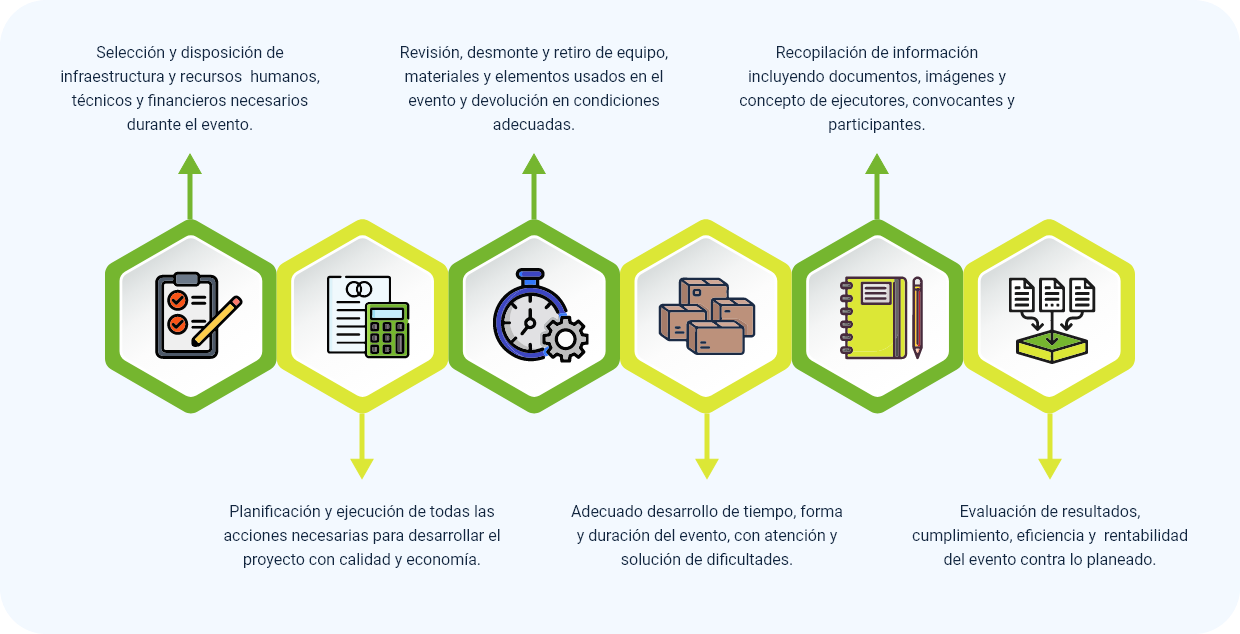 Selección y disposición de
infraestructura y recursos  humanos,
técnicos y financieros necesarios
durante el evento.
Revisión, desmonte y retiro de equipo,
materiales y elementos usados en el
evento y devolución en condiciones
adecuadas.
Recopilación de información
incluyendo documentos, imágenes y
concepto de ejecutores, convocantes y
participantes.
Planificación y ejecución de todas las
acciones necesarias para desarrollar el
proyecto con calidad y economía.
Adecuado desarrollo de tiempo, forma
y duración del evento, con atención y
solución de dificultades.
Evaluación de resultados,
cumplimiento, eficiencia y  rentabilidad
del evento contra lo planeado.